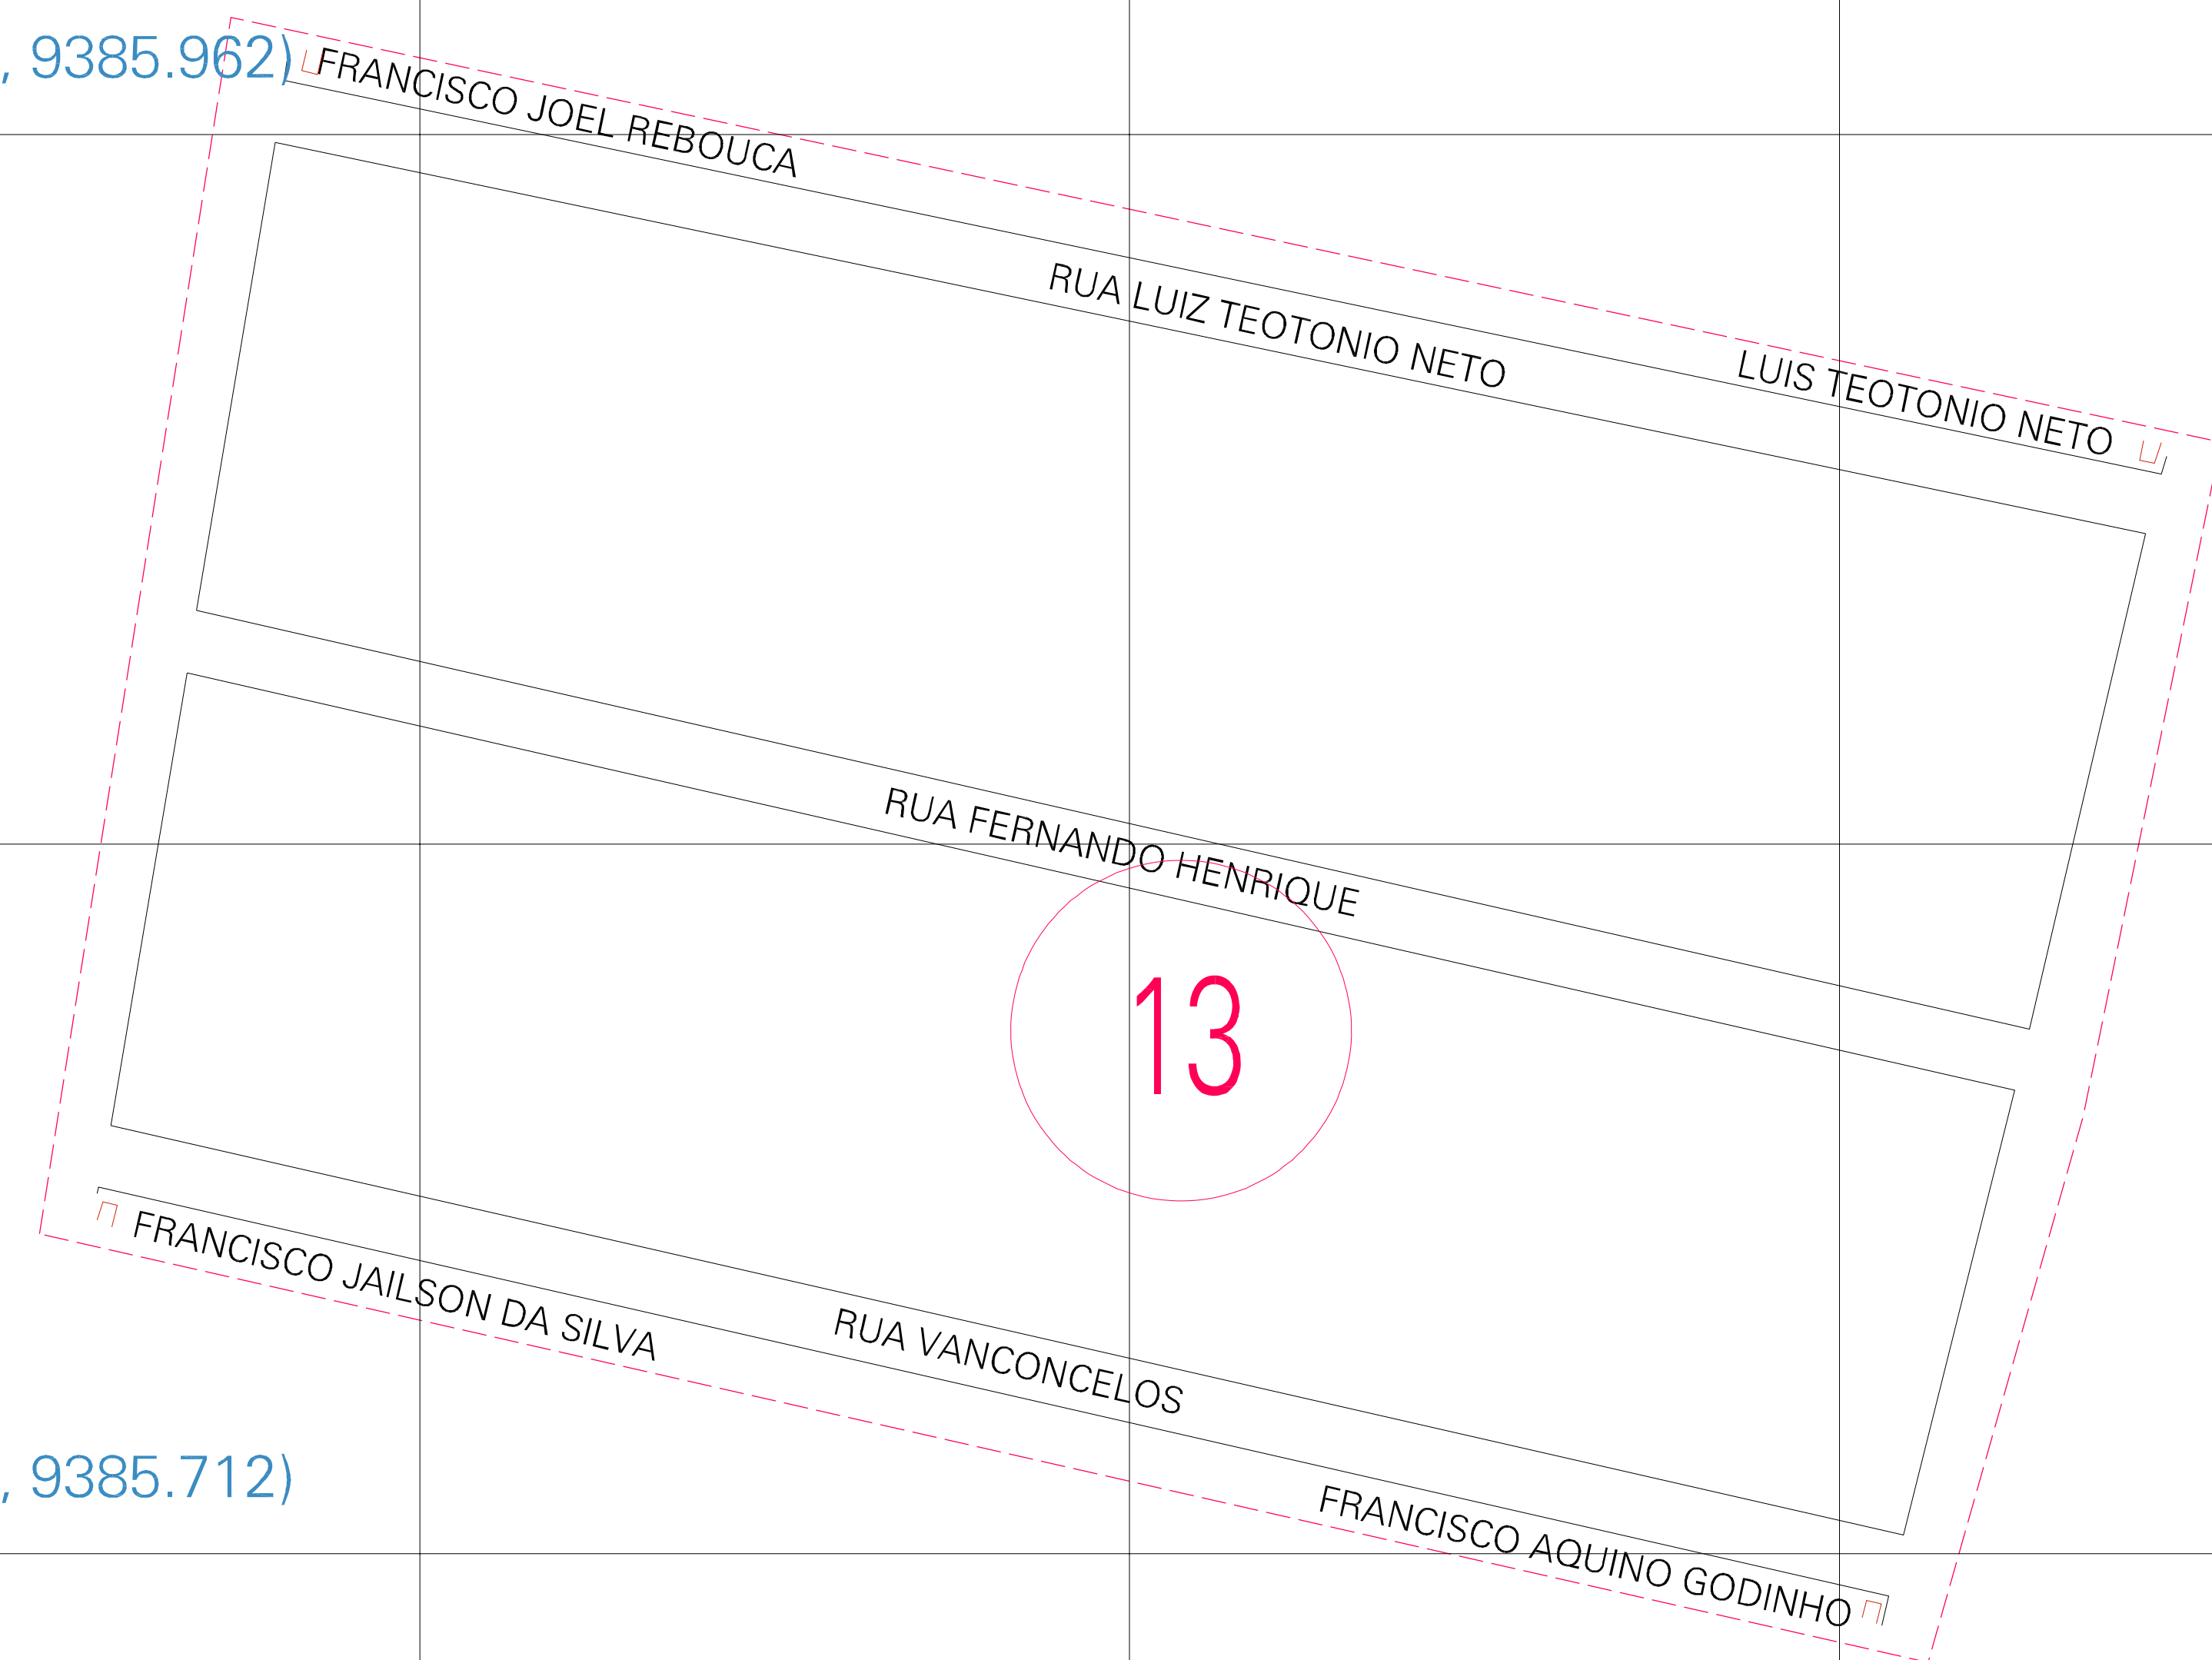 , 9385.962)
FRANCISCO JOEL REBOUCA
RUA LUIZ TEOTONIO NETO
LUIS TEOTONIO NETO
RUA FERNANDO HENRIQUE
13
FRANCISCO JAILSON DA SILVA
RUA VANCONCELOS
, 9385.712)
FRANCISCO AQUINO GODINHO